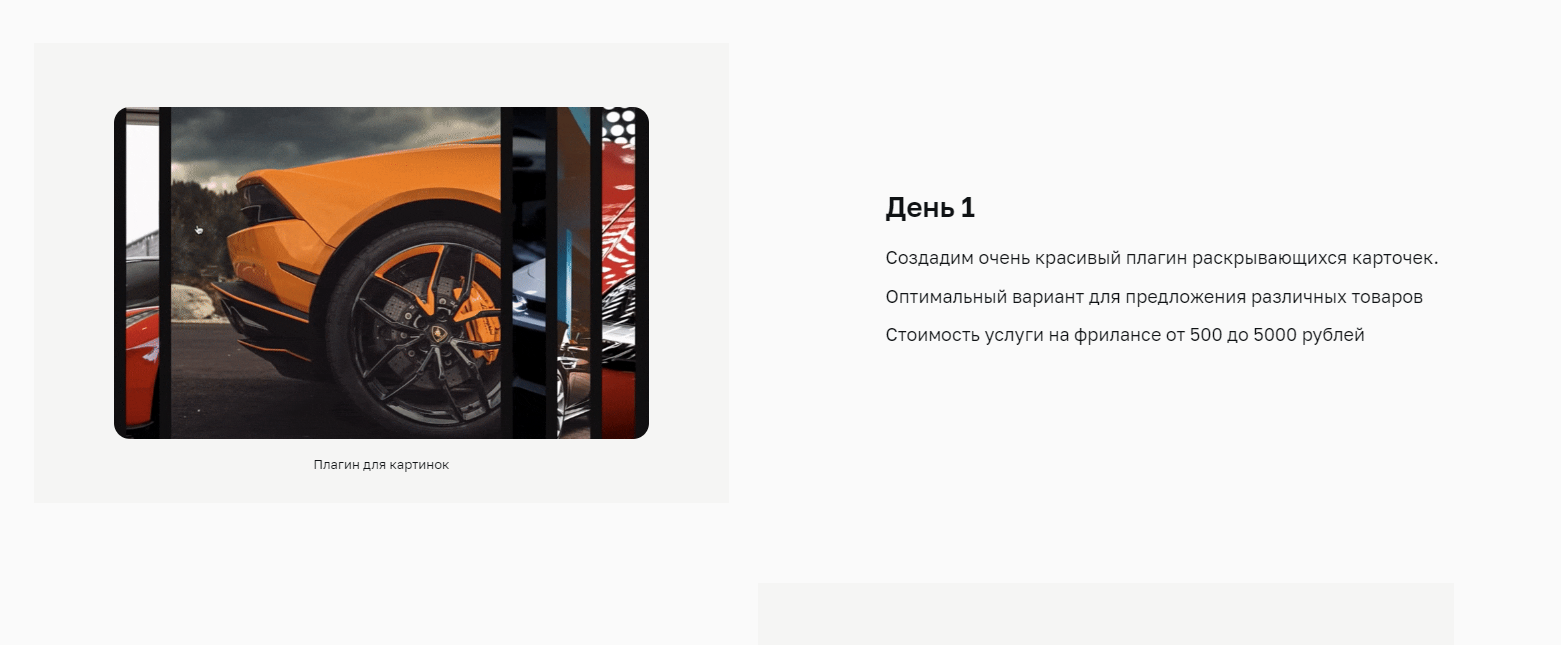 День 1
Создадим очень красивый плагин раскрывающихся карточек.
Оптимальный вариант для предложения различных товаров
Стоимость услуги на фрилансе от 500 до 5000 рублей
Плагин для картинок